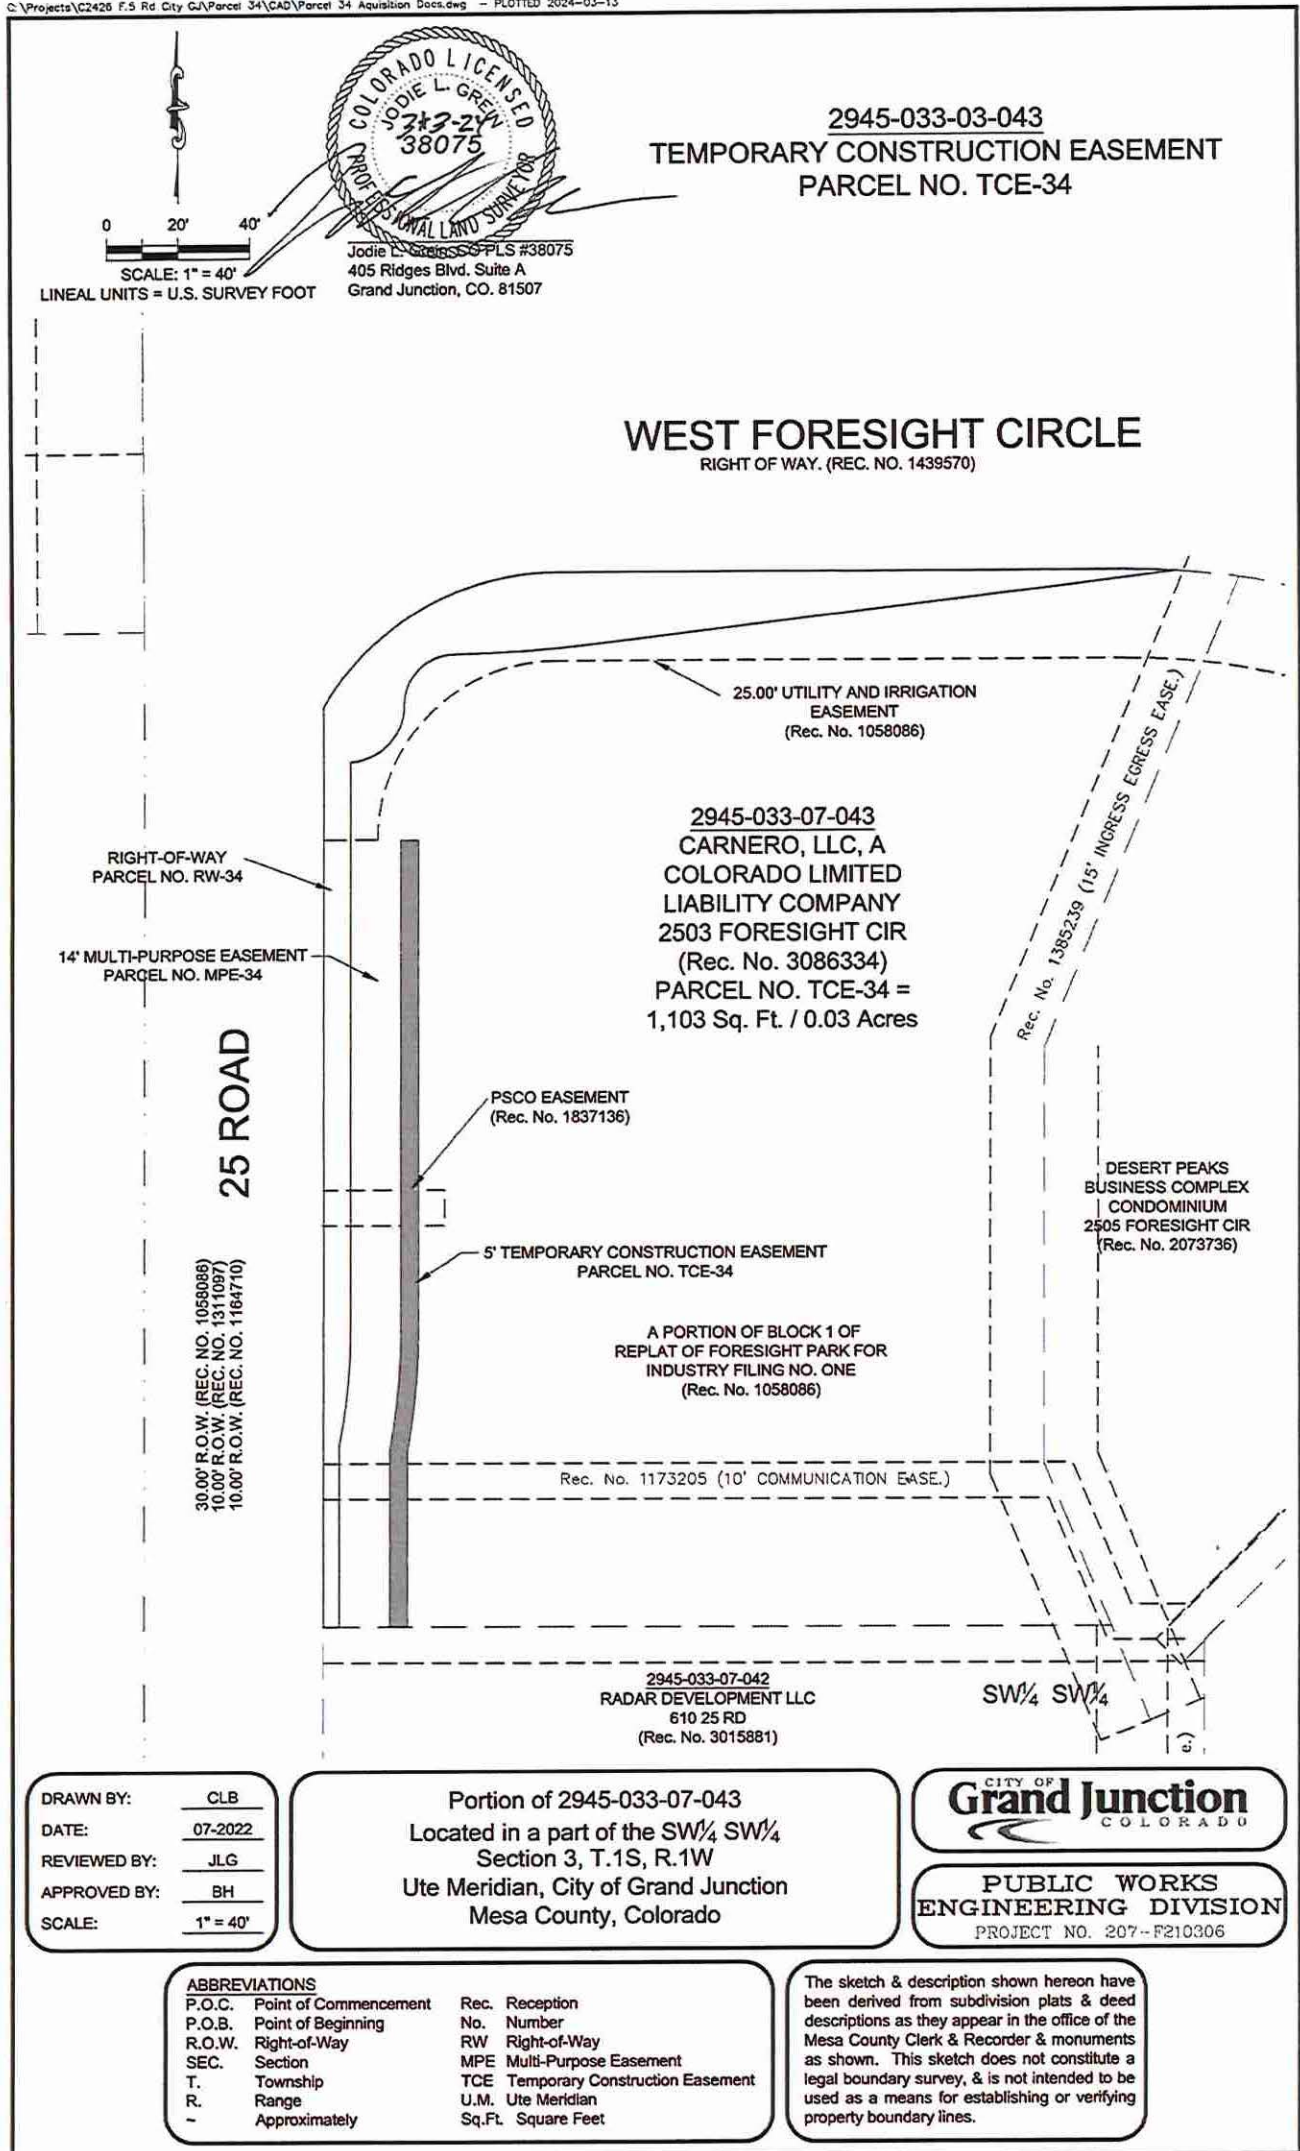 C:\Projects\C2426 F.5 Rd City GJ\Parcel 34\CAD\Parcel 34 Aquisition Docs.dwg - PLOTTED 2024-03-13
COLORADO LICENSED
JODIE L. GREIN
38075
PROFESSIONAL LAND SURVEYOR
2945-033-03-043
TEMPORARY CONSTRUCTION EASEMENT
PARCEL NO. TCE-34
0 20' 40'
SCALE: 1" = 40'
LINEAL UNITS = U.S. SURVEY FOOT
Jodie L. PLS #38075
405 Ridges Blvd. Suite A
Grand Junction, CO. 81507
WEST FORESIGHT CIRCLE
RIGHT OF WAY. (REC. NO. 1439570)
25.00' UTILITY AND IRRIGATION
EASEMENT
(Rec. No. 1058086)
Rec. No. 1385239 (15' INGRESS EGRESS EASE.)
2945-033-07-043
CARNERO, LLC, A
COLORADO LIMITED
LIABILITY COMPANY
2503 FORESIGHT CIR
(Rec. No. 3086334)
PARCEL NO. TCE-34 =
1,103 Sq. Ft. / 0.03 Acres
RIGHT-OF-WAY
PARCEL NO. RW-34
14' MULTI-PURPOSE EASEMENT
PARCEL NO. MPE-34
25 ROAD
PSCO EASEMENT
(Rec. No. 1837136)
DESERT PEAKS
BUSINESS COMPLEX
CONDOMINIUM
2505 FORESIGHT CIR
(Rec. No. 2073736)
5' TEMPORARY CONSTRUCTION EASEMENT
PARCEL NO. TCE-34
30.00' R.O.W. (REC. NO. 1058086)
10.00' R.O.W. (REC. NO. 1311097)
10.00' R.O.W. (REC. NO. 1164710)
A PORTION OF BLOCK 1 OF
REPLAT OF FORESIGHT PARK FOR
INDUSTRY FILING NO. ONE
(Rec. No. 1058086)
Rec. No. 1173205 (10' COMMUNICATION EASE.)
2945-033-07-042
RADAR DEVELOPMENT LLC
610 25 RD
(Rec. No. 3015881)
SW¼ SW¼
e.)
DRAWN BY: CLB
DATE: 07-2022
REVIEWED BY: JLG
APPROVED BY: BH
SCALE: 1" = 40'
Portion of 2945-033-07-043
Located in a part of the SW¼ SW¼
Section 3, T.1S, R.1W
Ute Meridian, City of Grand Junction
Mesa County, Colorado
CITY OF
Grand Junction
COLORADO
PUBLIC WORKS
ENGINEERING DIVISION
PROJECT NO. 207--F210306
ABBREVIATIONS
P.O.C. Point of Commencement
P.O.B. Point of Beginning
R.O.W. Right-of-Way
SEC. Section
T. Township
R. Range
~ Approximately
Rec. Reception
No. Number
RW Right-of-Way
MPE Multi-Purpose Easement
TCE Temporary Construction Easement
U.M. Ute Meridian
Sq.Ft. Square Feet
The sketch & description shown hereon have
been derived from subdivision plats & deed
descriptions as they appear in the office of the
Mesa County Clerk & Recorder & monuments
as shown. This sketch does not constitute a
legal boundary survey, & is not intended to be
used as a means for establishing or verifying
property boundary lines.